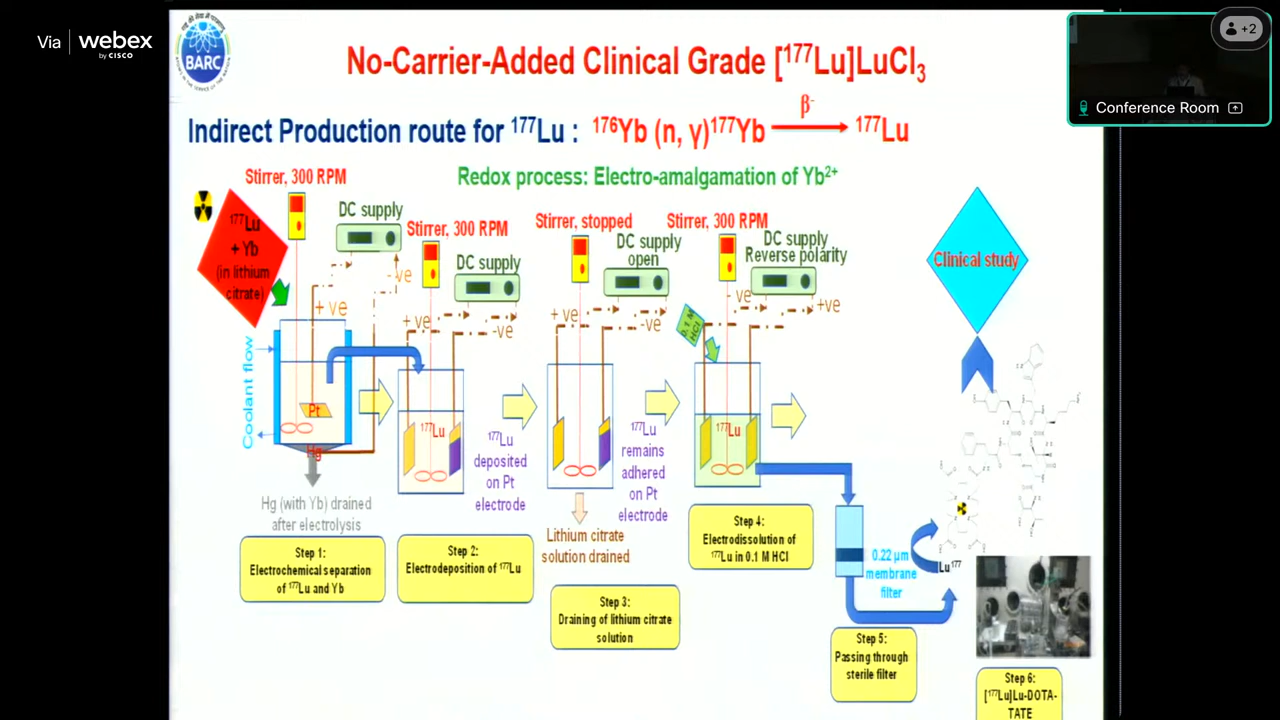 Via webex
by CISCO
+2
Conference Room
BARC
No-Carrier-Added Clinical Grade [¹⁷⁷Lu]LuCl₃
Indirect Production route for ¹⁷⁷Lu : ¹⁷⁶Yb (n, γ)¹⁷⁷Yb β⁻ ¹⁷⁷Lu
Redox process: Electro-amalgamation of Yb²⁺
Stirrer, 300 RPM
DC supply
¹⁷⁷Lu
+ Yb
(in lithium
citrate)
+ ve
- ve
Coolant flow
Pt
Hg
Hg (with Yb) drained
after electrolysis
Step 1:
Electrochemical separation
of ¹⁷⁷Lu and Yb
Stirrer, 300 RPM
DC supply
+ ve
-ve
¹⁷⁷Lu
¹⁷⁷Lu
deposited
on Pt
electrode
Step 2:
Electrodeposition of ¹⁷⁷Lu
Stirrer, stopped
DC supply
open
+ ve
-ve
¹⁷⁷Lu
remains
adhered
on Pt
electrode
Lithium citrate
solution drained
Step 3:
Draining of lithium citrate
solution
Stirrer, 300 RPM
DC supply
Reverse polarity
- ve
+ve
0.1 M
HCl
¹⁷⁷Lu
Step 4:
Electrodissolution of
¹⁷⁷Lu in 0.1 M HCl
0.22 µm
membrane
filter
Step 5:
Passing through
sterile filter
Clinical study
Lu¹⁷⁷
Step 6:
[¹⁷⁷Lu]Lu-DOTA-
TATE